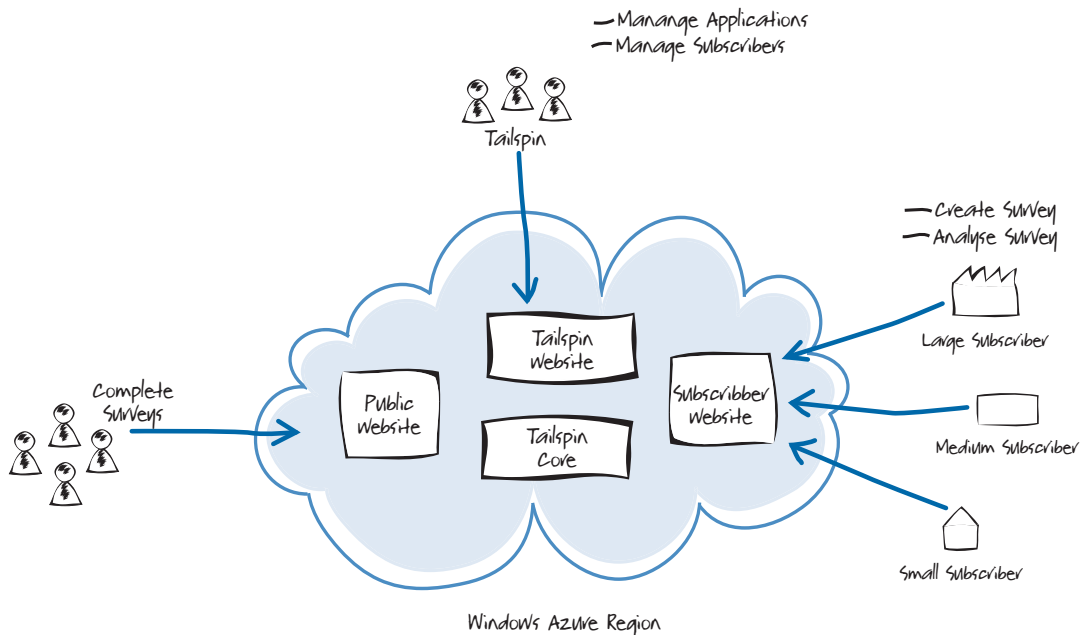 Manange Applications
Manage Subscribers
Tailspin
Create Survey
Analyse Survey
Large Subscriber
Tailspin
Website
Subscribber
Website
Complete
Surveys
Public
Website
Tailspin
Core
Medium Subscriber
Small Subscriber
Windows Azure Region